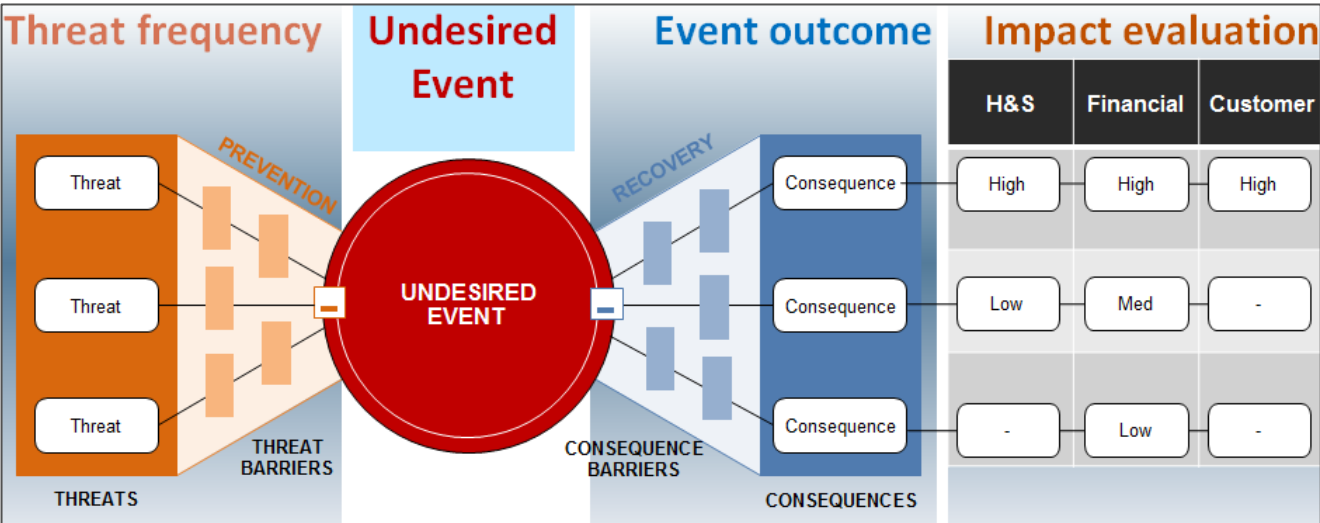 Threat frequency
Undesired
Event
Event outcome
Impact evaluation
H&S
Financial
Customer
PREVENTION
RECOVERY
Threat
Consequence
High
High
High
Threat
UNDESIRED
EVENT
Consequence
Low
Med
-
Threat
Consequence
-
Low
-
THREAT
BARRIERS
CONSEQUENCE
BARRIERS
THREATS
CONSEQUENCES